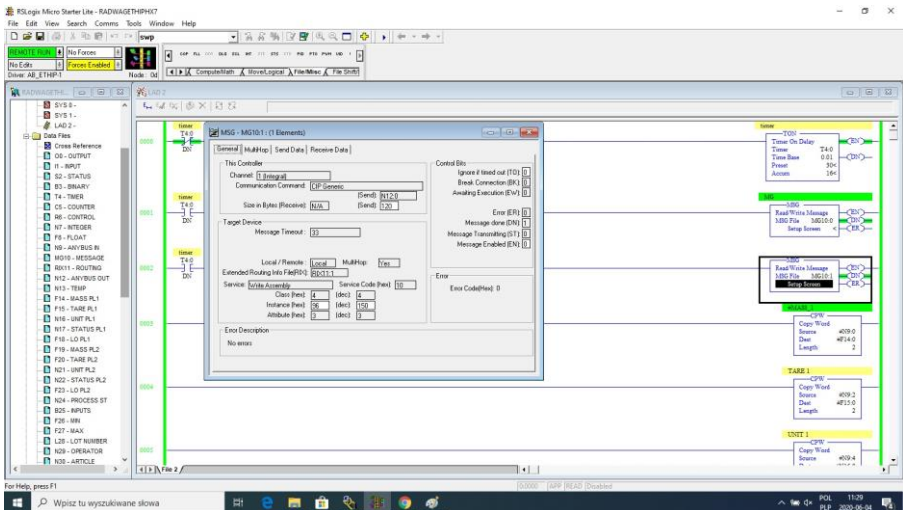 RSLogix Micro Starter Lite - RADWAGETHIPHX7
File Edit View Search Comms Tools Window Help
swp
REMOTE RUN
No Forces
No Edits
Forces Enabled
Driver: AB_ETHIP-1
Node : 0d
Compute/Math
Move/Logical
File/Misc
File Shift/
LAD 2
SYS 0 -
SYS 1 -
LAD 2 -
Data Files
Cross Reference
O0 - OUTPUT
I1 - INPUT
S2 - STATUS
B3 - BINARY
T4 - TIMER
C5 - COUNTER
R6 - CONTROL
N7 - INTEGER
F8 - FLOAT
N9 - ANYBUS IN
MG10 - MESSAGE
RIX11 - ROUTING
N12 - ANYBUS OUT
N13 - TEMP
F14 - MASS PL1
F15 - TARE PL1
N16 - UNIT PL1
N17 - STATUS PL1
F18 - LO PL1
F19 - MASS PL2
F20 - TARE PL2
N21 - UNIT PL2
N22 - STATUS PL2
F23 - LO PL2
N24 - PROCESS ST
B25 - INPUTS
F26 - MIN
F27 - MAX
L28 - LOT NUMBER
N29 - OPERATOR
N30 - ARTICLE
File 2
0000
timer
T4:0
DN
0001
timer
T4:0
DN
0002
timer
T4:0
DN
0003
0004
MSG - MG10:1 : (1 Elements)
General MultiHop Send Data Receive Data
This Controller
Channel: 1 (Integral)
Communication Command: CIP Generic
(Send): N12:0
Size in Bytes (Receive): N/A (Send): 120
Target Device
Message Timeout : 33
Local / Remote : Local MultiHop: Yes
Extended Routing Info File(RIX): RIX11:1
Service: Write Assembly Service Code (hex): 10
Class (hex): 4 (dec): 4
Instance (hex): 96 (dec): 150
Attribute (hex): 3 (dec): 3
Error Description
No errors
Control Bits
Ignore if timed out (TO): 0
Break Connection (BK): 0
Awaiting Execution (EW): 0
Error (ER): 0
Message done (DN): 1
Message Transmitting (ST): 0
Message Enabled (EN): 0
Error
Error Code(Hex): 0
timer
TON
Timer On Delay
Timer T4:0
Time Base 0.01
Preset 30<
Accum 16<
EN
DN
MG
MSG
Read/Write Message
MSG File MG10:0
Setup Screen <
EN
DN
ER
MSG
Read/Write Message
MSG File MG10:1
Setup Screen
EN
DN
ER
CPW
Copy Word
Source #N9:0
Dest #F14:0
Length 2
TARE 1
CPW
Copy Word
Source #N9:2
Dest #F15:0
Length 2
UNIT 1
CPW
Copy Word
Source #N9:4
For Help, press F1
APP READ Disabled
Wpisz tu wyszukiwane słowa
POL
PLP
11:29
2020-06-04